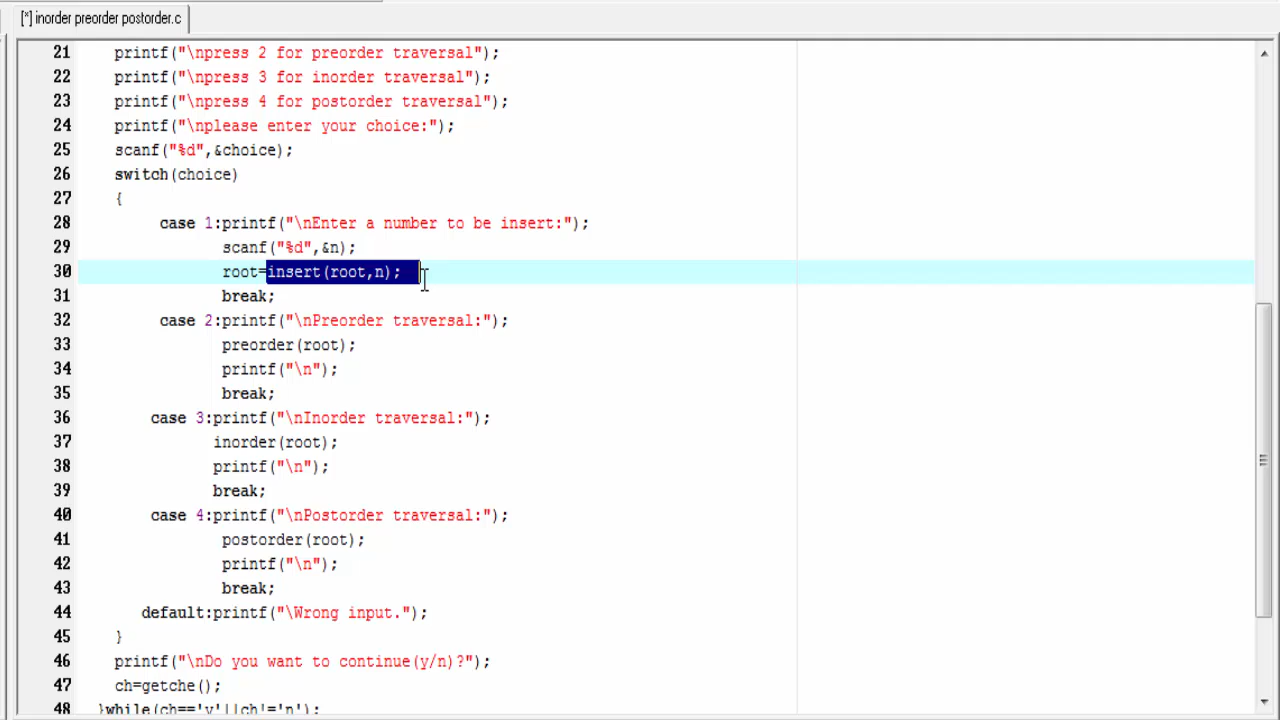 [*] inorder preorder postorder.c
21 printf("\npress 2 for preorder traversal");
22 printf("\npress 3 for inorder traversal");
23 printf("\npress 4 for postorder traversal");
24 printf("\nplease enter your choice:");
25 scanf("%d",&choice);
26 switch(choice)
27 {
28 case 1:printf("\nEnter a number to be insert:");
29 scanf("%d",&n);
30 root=insert(root,n);
31 break;
32 case 2:printf("\nPreorder traversal:");
33 preorder(root);
34 printf("\n");
35 break;
36 case 3:printf("\nInorder traversal:");
37 inorder(root);
38 printf("\n");
39 break;
40 case 4:printf("\nPostorder traversal:");
41 postorder(root);
42 printf("\n");
43 break;
44 default:printf("\Wrong input.");
45 }
46 printf("\nDo you want to continue(y/n)?");
47 ch=getche();
48 }while(ch=='y'||ch!='n');